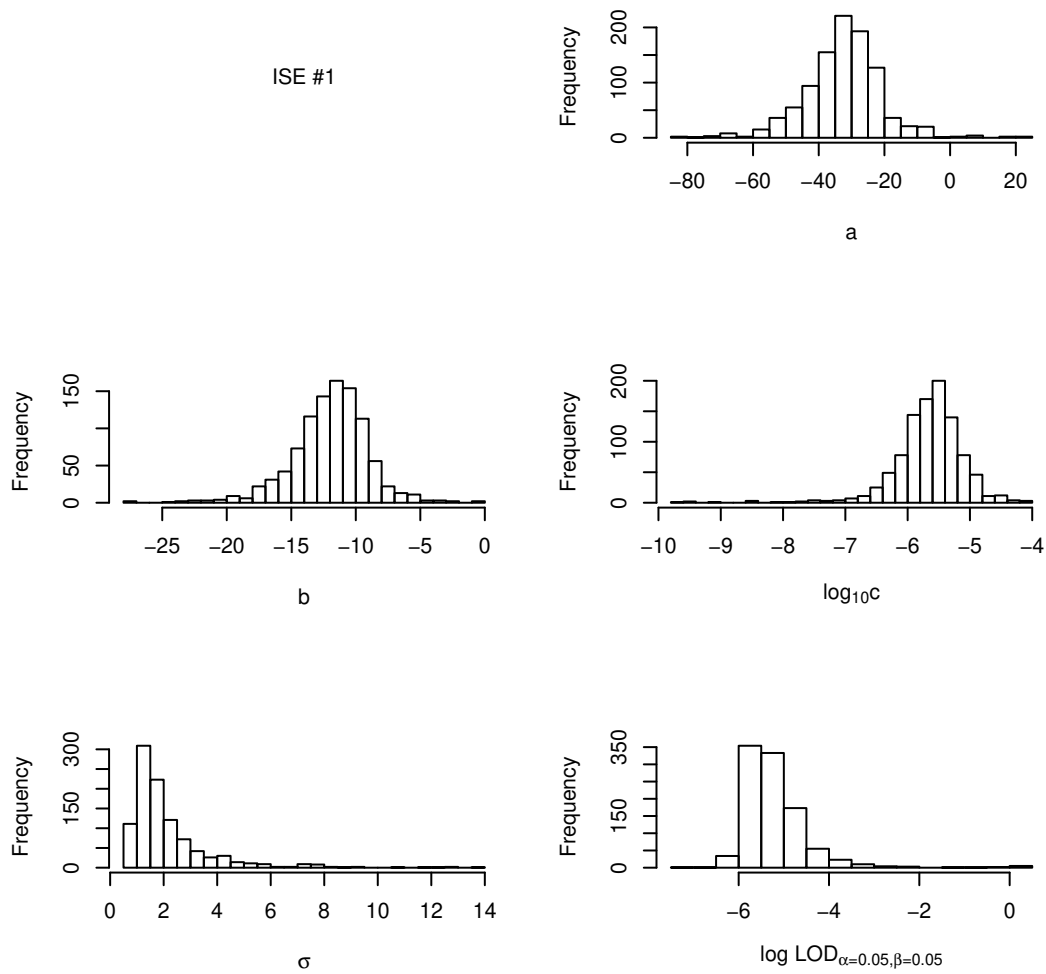 ISE #1
Frequency
0 100 200
−80 −60 −40 −20 0 20
a
Frequency
0 50 150
−25 −20 −15 −10 −5 0
b
Frequency
0 100 200
−10 −9 −8 −7 −6 −5 −4
log₁₀c
Frequency
0 150 300
0 2 4 6 8 10 12 14
σ
Frequency
0 150 350
−6 −4 −2 0
log LOD α=0.05,β=0.05